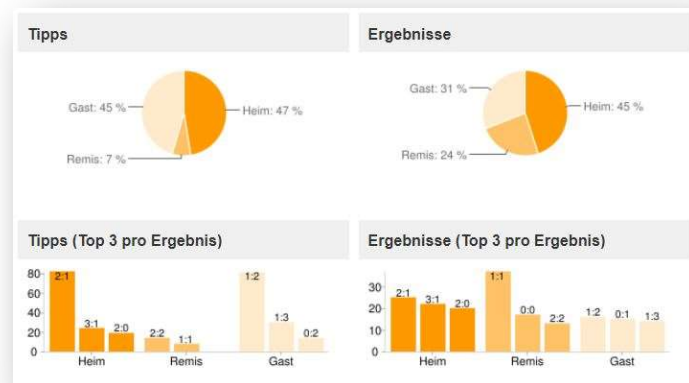 Tipps
Gast: 45 %
Heim: 47 %
Remis: 7 %
Ergebnisse
Gast: 31 %
Heim: 45 %
Remis: 24 %
Tipps (Top 3 pro Ergebnis)
80
60
40
20
0
2:1
3:1
2:0
2:2
1:1
1:2
1:3
0:2
Heim Remis Gast
Ergebnisse (Top 3 pro Ergebnis)
30
20
10
0
2:1
3:1
2:0
1:1
0:0
2:2
1:2
0:1
1:3
Heim Remis Gast